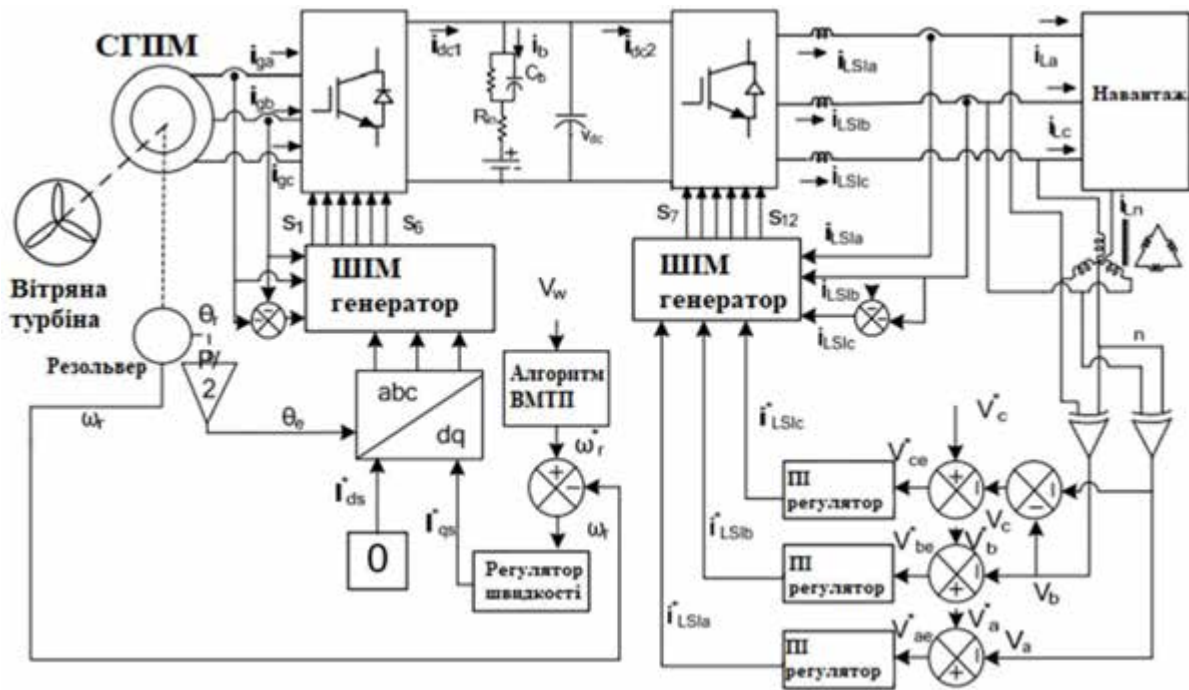 СГПМ
i_ga
i_gb
i_gc
i_dc1
i_b
C_b
R_in
+ -
v_dc
i_dc2
i_LSIa
i_LSIb
i_LSIc
i_La
i_Lc
Навантаж
i_Ln
S_1
S_6
S_7
S_12
i_LSIa
i_LSIb
i_LSIc
Вітряна
турбіна
ШІМ
генератор
ШІМ
генератор
V_w
θ_r
P/
2
Резольвер
ω_r
θ_e
abc
dq
Алгоритм
ВМТП
ω*_r
+
-
ω_r
I*_ds
0
I*_qs
Регулятор
швидкості
n
i*_LSIc
i*_LSIb
i*_LSIa
V*_c
V*_ce
V_c
ПІ
регулятор
V*_be
V*_b
V_b
ПІ
регулятор
V*_ae
V*_a
V_a
ПІ
регулятор